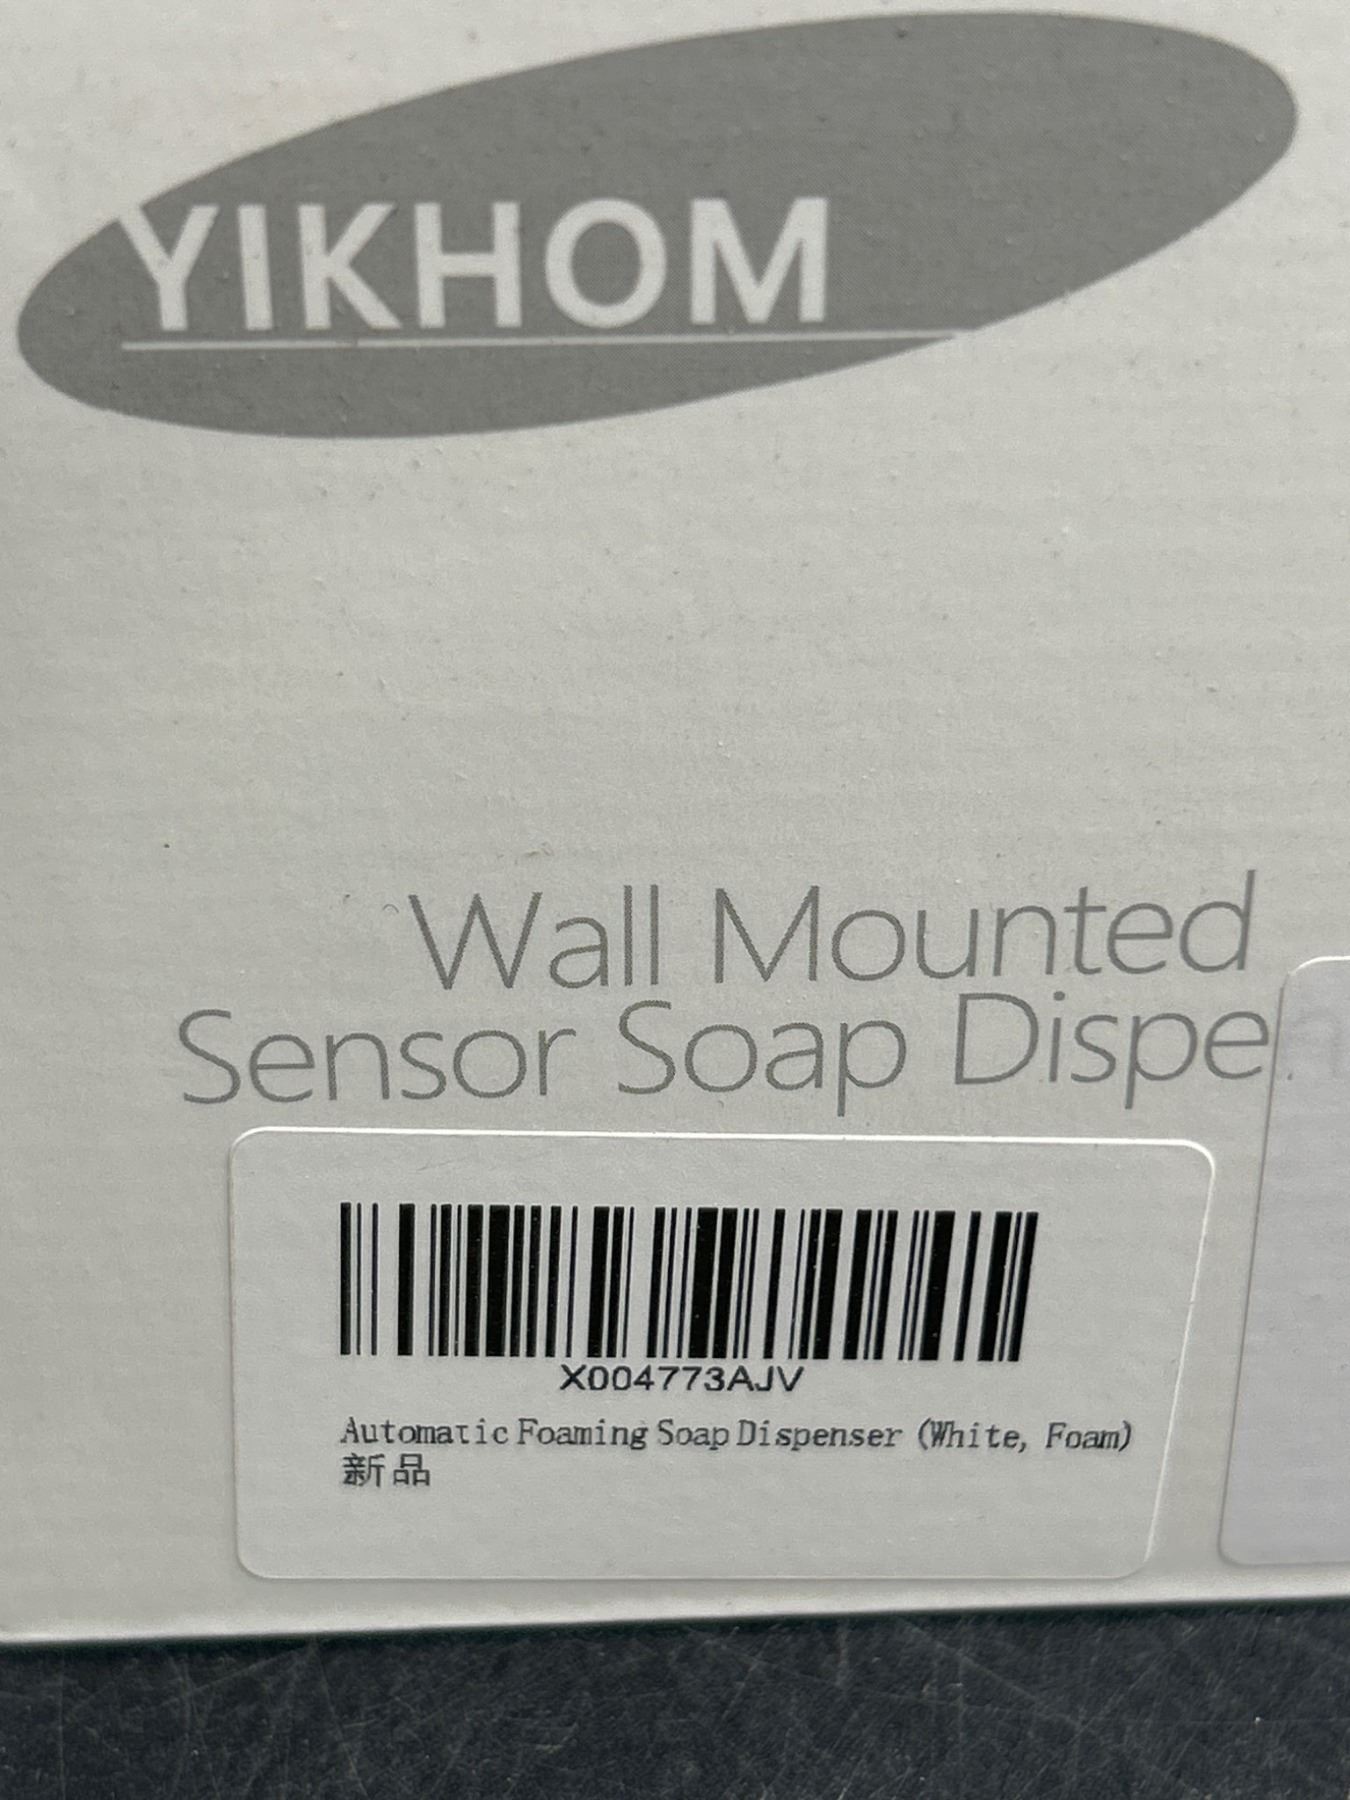 YIKHOM
Wall Mounted
Sensor Soap Dispe
X004773AJV
Automatic Foaming Soap Dispenser (White, Foam)
新品